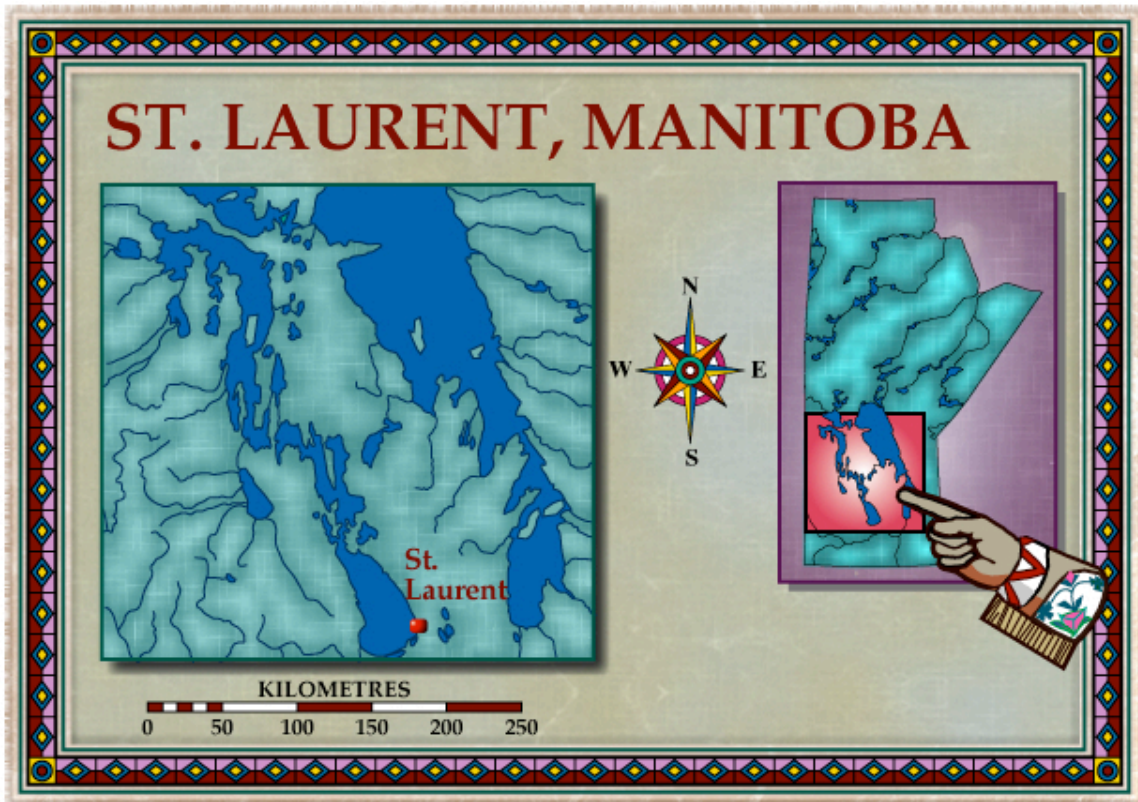 ST. LAURENT, MANITOBA
N
W E
S
St.
Laurent
KILOMETRES
0 50 100 150 200 250